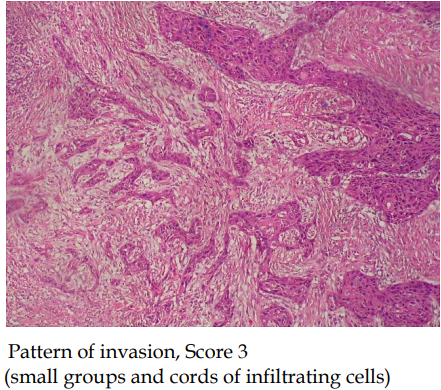 Pattern of invasion, Score 3
(small groups and cords of infiltrating cells)